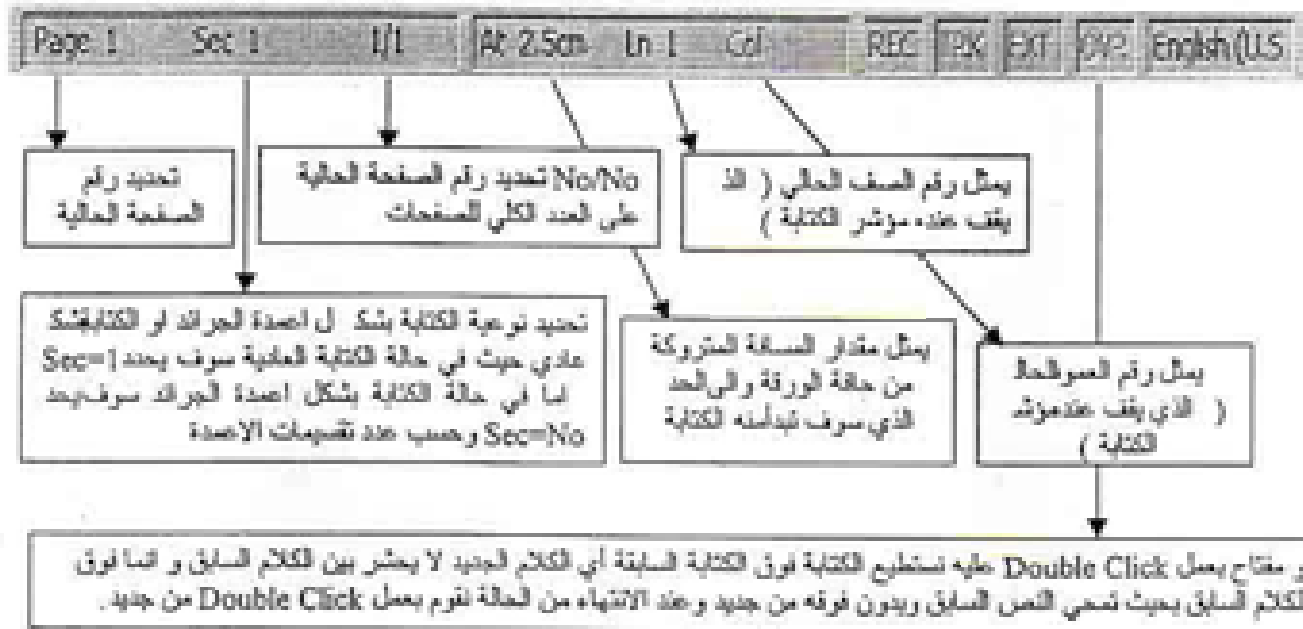 Page 1 Sec 1 1/1 At 2.5cm Ln 1 Col REC TRK EXT OVR English (U.S
تحديد رقم
الصفحة الحالية
No/No تحديد رقم الصفحة الحالية
على العدد الكلي للصفحات
يمثل رقم الصف الحالي ( الذ
يقف عنده مؤشر الكتابة )
تحديد نوعية الكتابة بشك ل اعمدة الجرائد او الكتابةبشك
عادي حيث في حالة الكتابة العادية سوف يحدد Sec=1
اما في حالة الكتابة بشكل اعمدة الجرائد سوف يحد
Sec=No وحسب عدد تقسيمات الاعمدة
يمثل مقدار المسافة المتروكة
من حافة الورقة والى الحد
الذي سوف تبدأ منه الكتابة
يمثل رقم العمو الحال
( الذي يقف عنده مؤشر
الكتابة )
و مفتاح بعمل Double Click عليه نستطيع الكتابة فوق الكتابة السابقة أي الكلام الجديد لا يحشر بين الكلام السابق و انما فوق
الكلام السابق بحيث نمحي النص السابق ويدون فوقه من جديد وعند الانتهاء من الحالة نقوم بعمل Double Click من جديد.